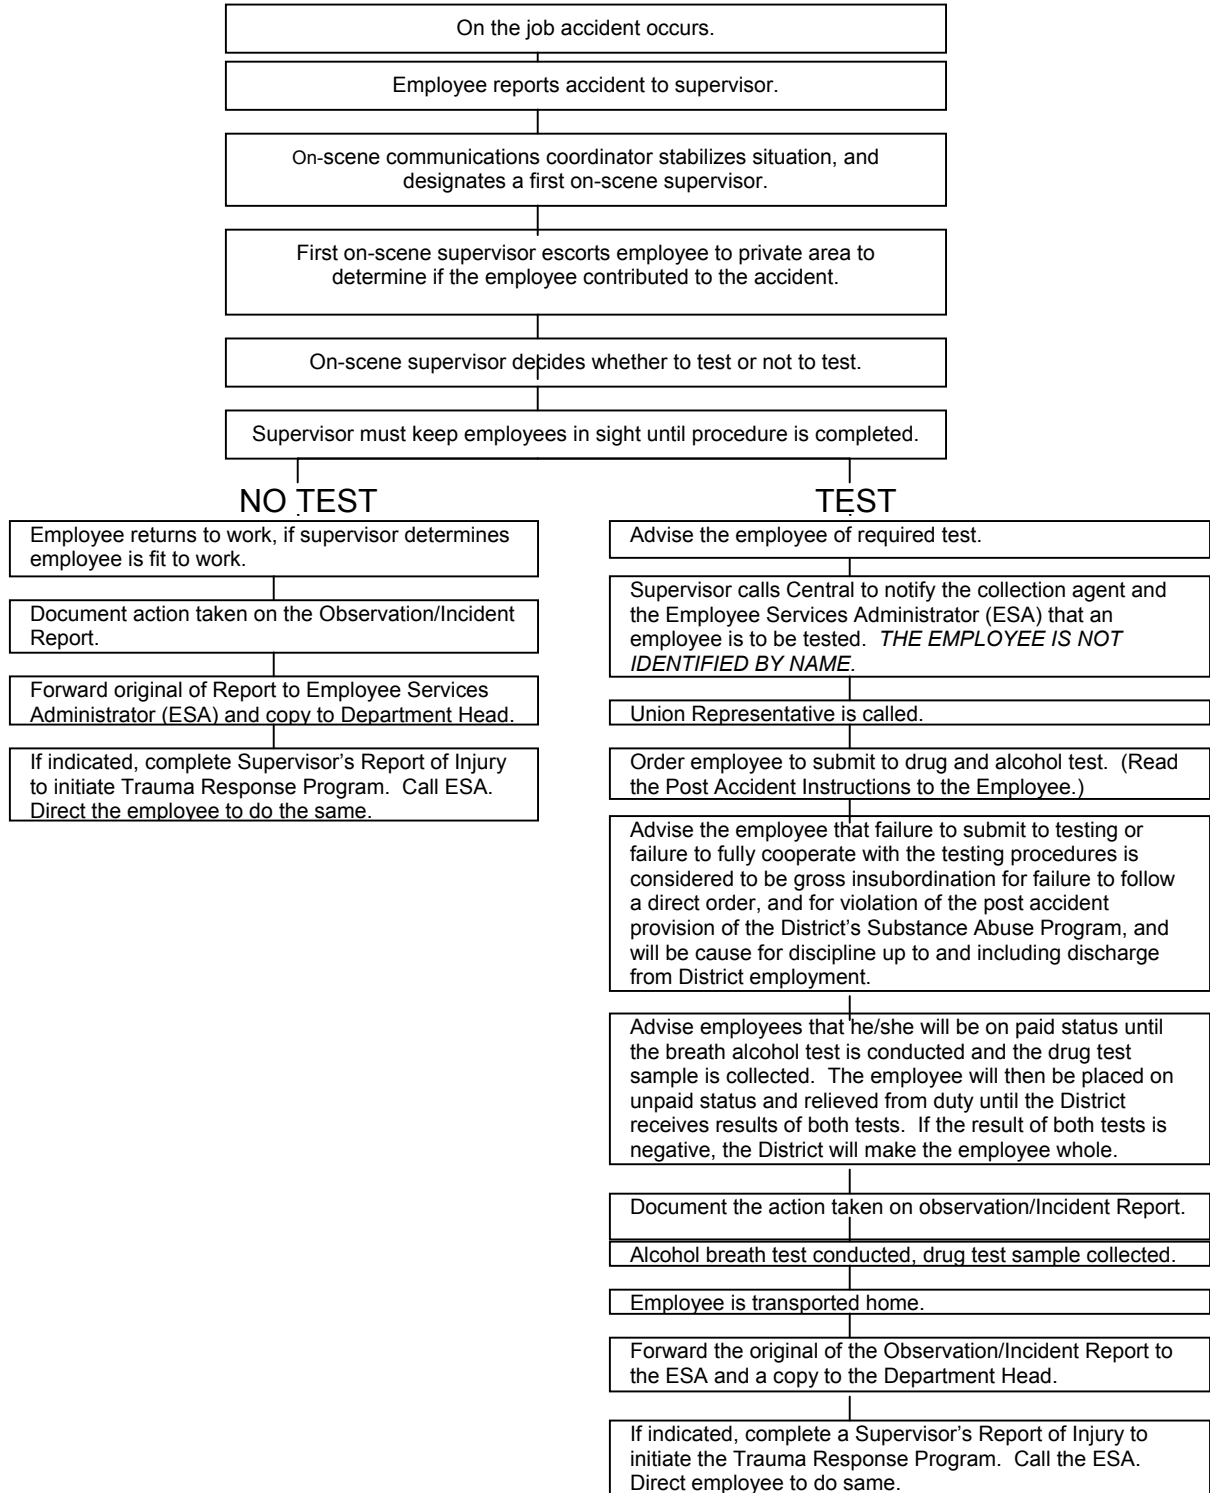 On the job accident occurs.
Employee reports accident to supervisor.
On-scene communications coordinator stabilizes situation, and
designates a first on-scene supervisor.
First on-scene supervisor escorts employee to private area to
determine if the employee contributed to the accident.
On-scene supervisor decides whether to test or not to test.
Supervisor must keep employees in sight until procedure is completed.
NO TEST
Employee returns to work, if supervisor determines
employee is fit to work.
Document action taken on the Observation/Incident
Report.
Forward original of Report to Employee Services
Administrator (ESA) and copy to Department Head.
If indicated, complete Supervisor's Report of Injury
to initiate Trauma Response Program.  Call ESA.
Direct the employee to do the same.
TEST
Advise the employee of required test.
Supervisor calls Central to notify the collection agent and
the Employee Services Administrator (ESA) that an
employee is to be tested.  THE EMPLOYEE IS NOT
IDENTIFIED BY NAME.
Union Representative is called.
Order employee to submit to drug and alcohol test.  (Read
the Post Accident Instructions to the Employee.)
Advise the employee that failure to submit to testing or
failure to fully cooperate with the testing procedures is
considered to be gross insubordination for failure to follow
a direct order, and for violation of the post accident
provision of the District's Substance Abuse Program, and
will be cause for discipline up to and including discharge
from District employment.
Advise employees that he/she will be on paid status until
the breath alcohol test is conducted and the drug test
sample is collected.  The employee will then be placed on
unpaid status and relieved from duty until the District
receives results of both tests.  If the result of both tests is
negative, the District will make the employee whole.
Document the action taken on observation/Incident Report.
Alcohol breath test conducted, drug test sample collected.
Employee is transported home.
Forward the original of the Observation/Incident Report to
the ESA and a copy to the Department Head.
If indicated, complete a Supervisor's Report of Injury to
initiate the Trauma Response Program.  Call the ESA.
Direct employee to do same.